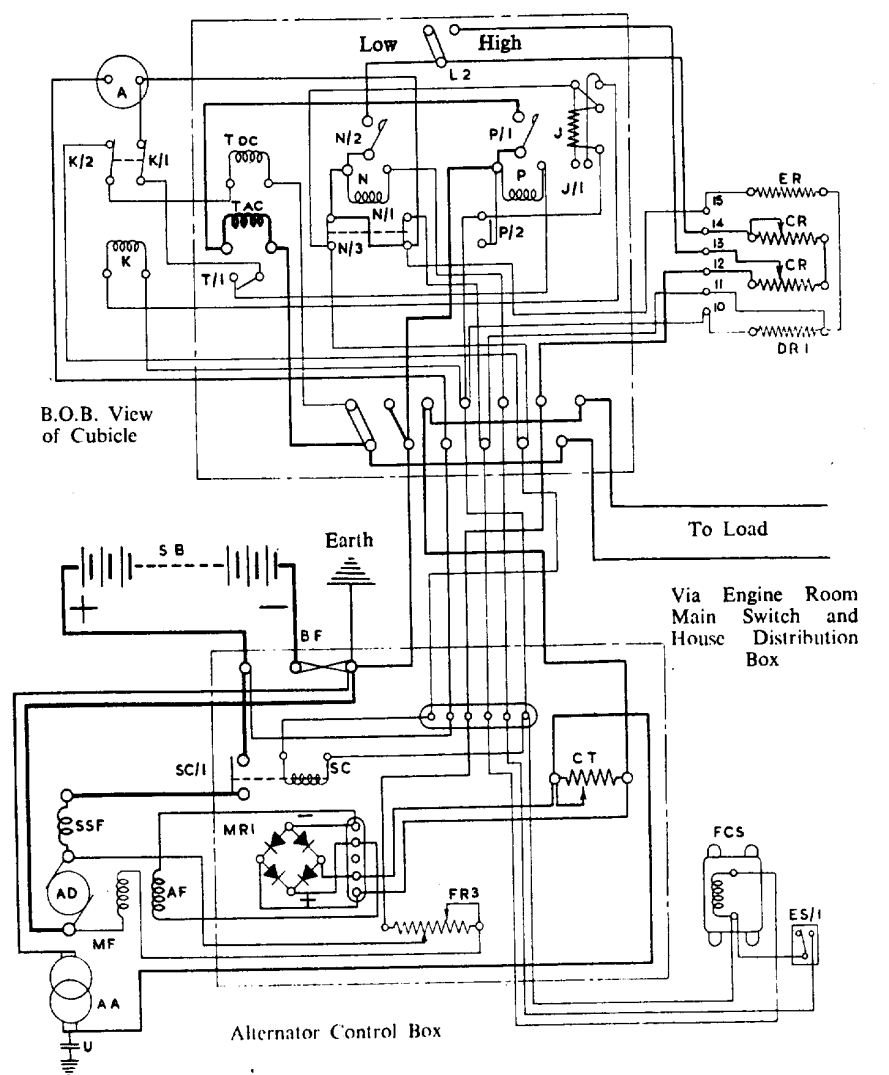 Low High
L 2
A
K/2 K/1
T DC
N/2
P/1
J
T AC
N
N/1
P
J/1
P/2
N/3
K
T/1
ER
15
14 CR
13
12 CR
11
10
DR 1
B.O.B. View
of Cubicle
To Load
SB
Earth
+ −
BF
Via Engine Room
Main Switch and
House Distribution
Box
SC/1
SC
CT
SSF
MR1
−
+
FCS
AD
AF
FR3
ES/1
MF
AA
U
Alternator Control Box